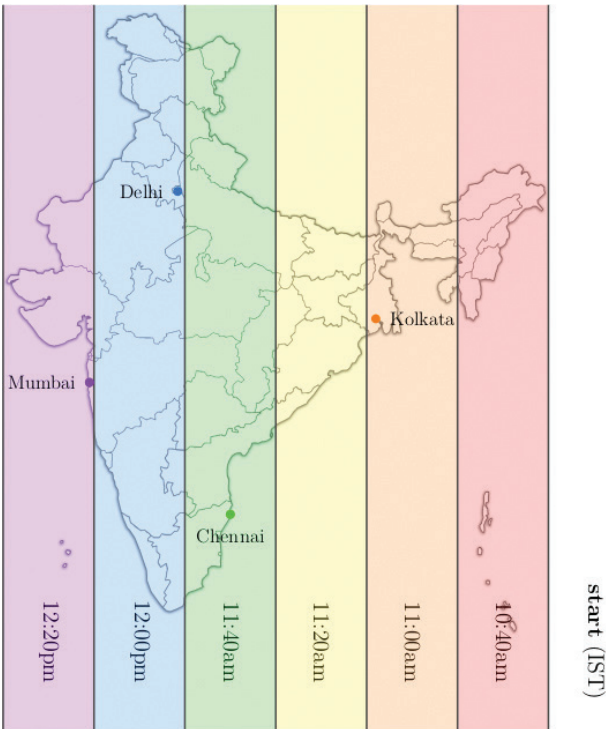 Delhi
Kolkata
Mumbai
Chennai
12:20pm
12:00pm
11:40am
11:20am
11:00am
10:40am
start (IST)